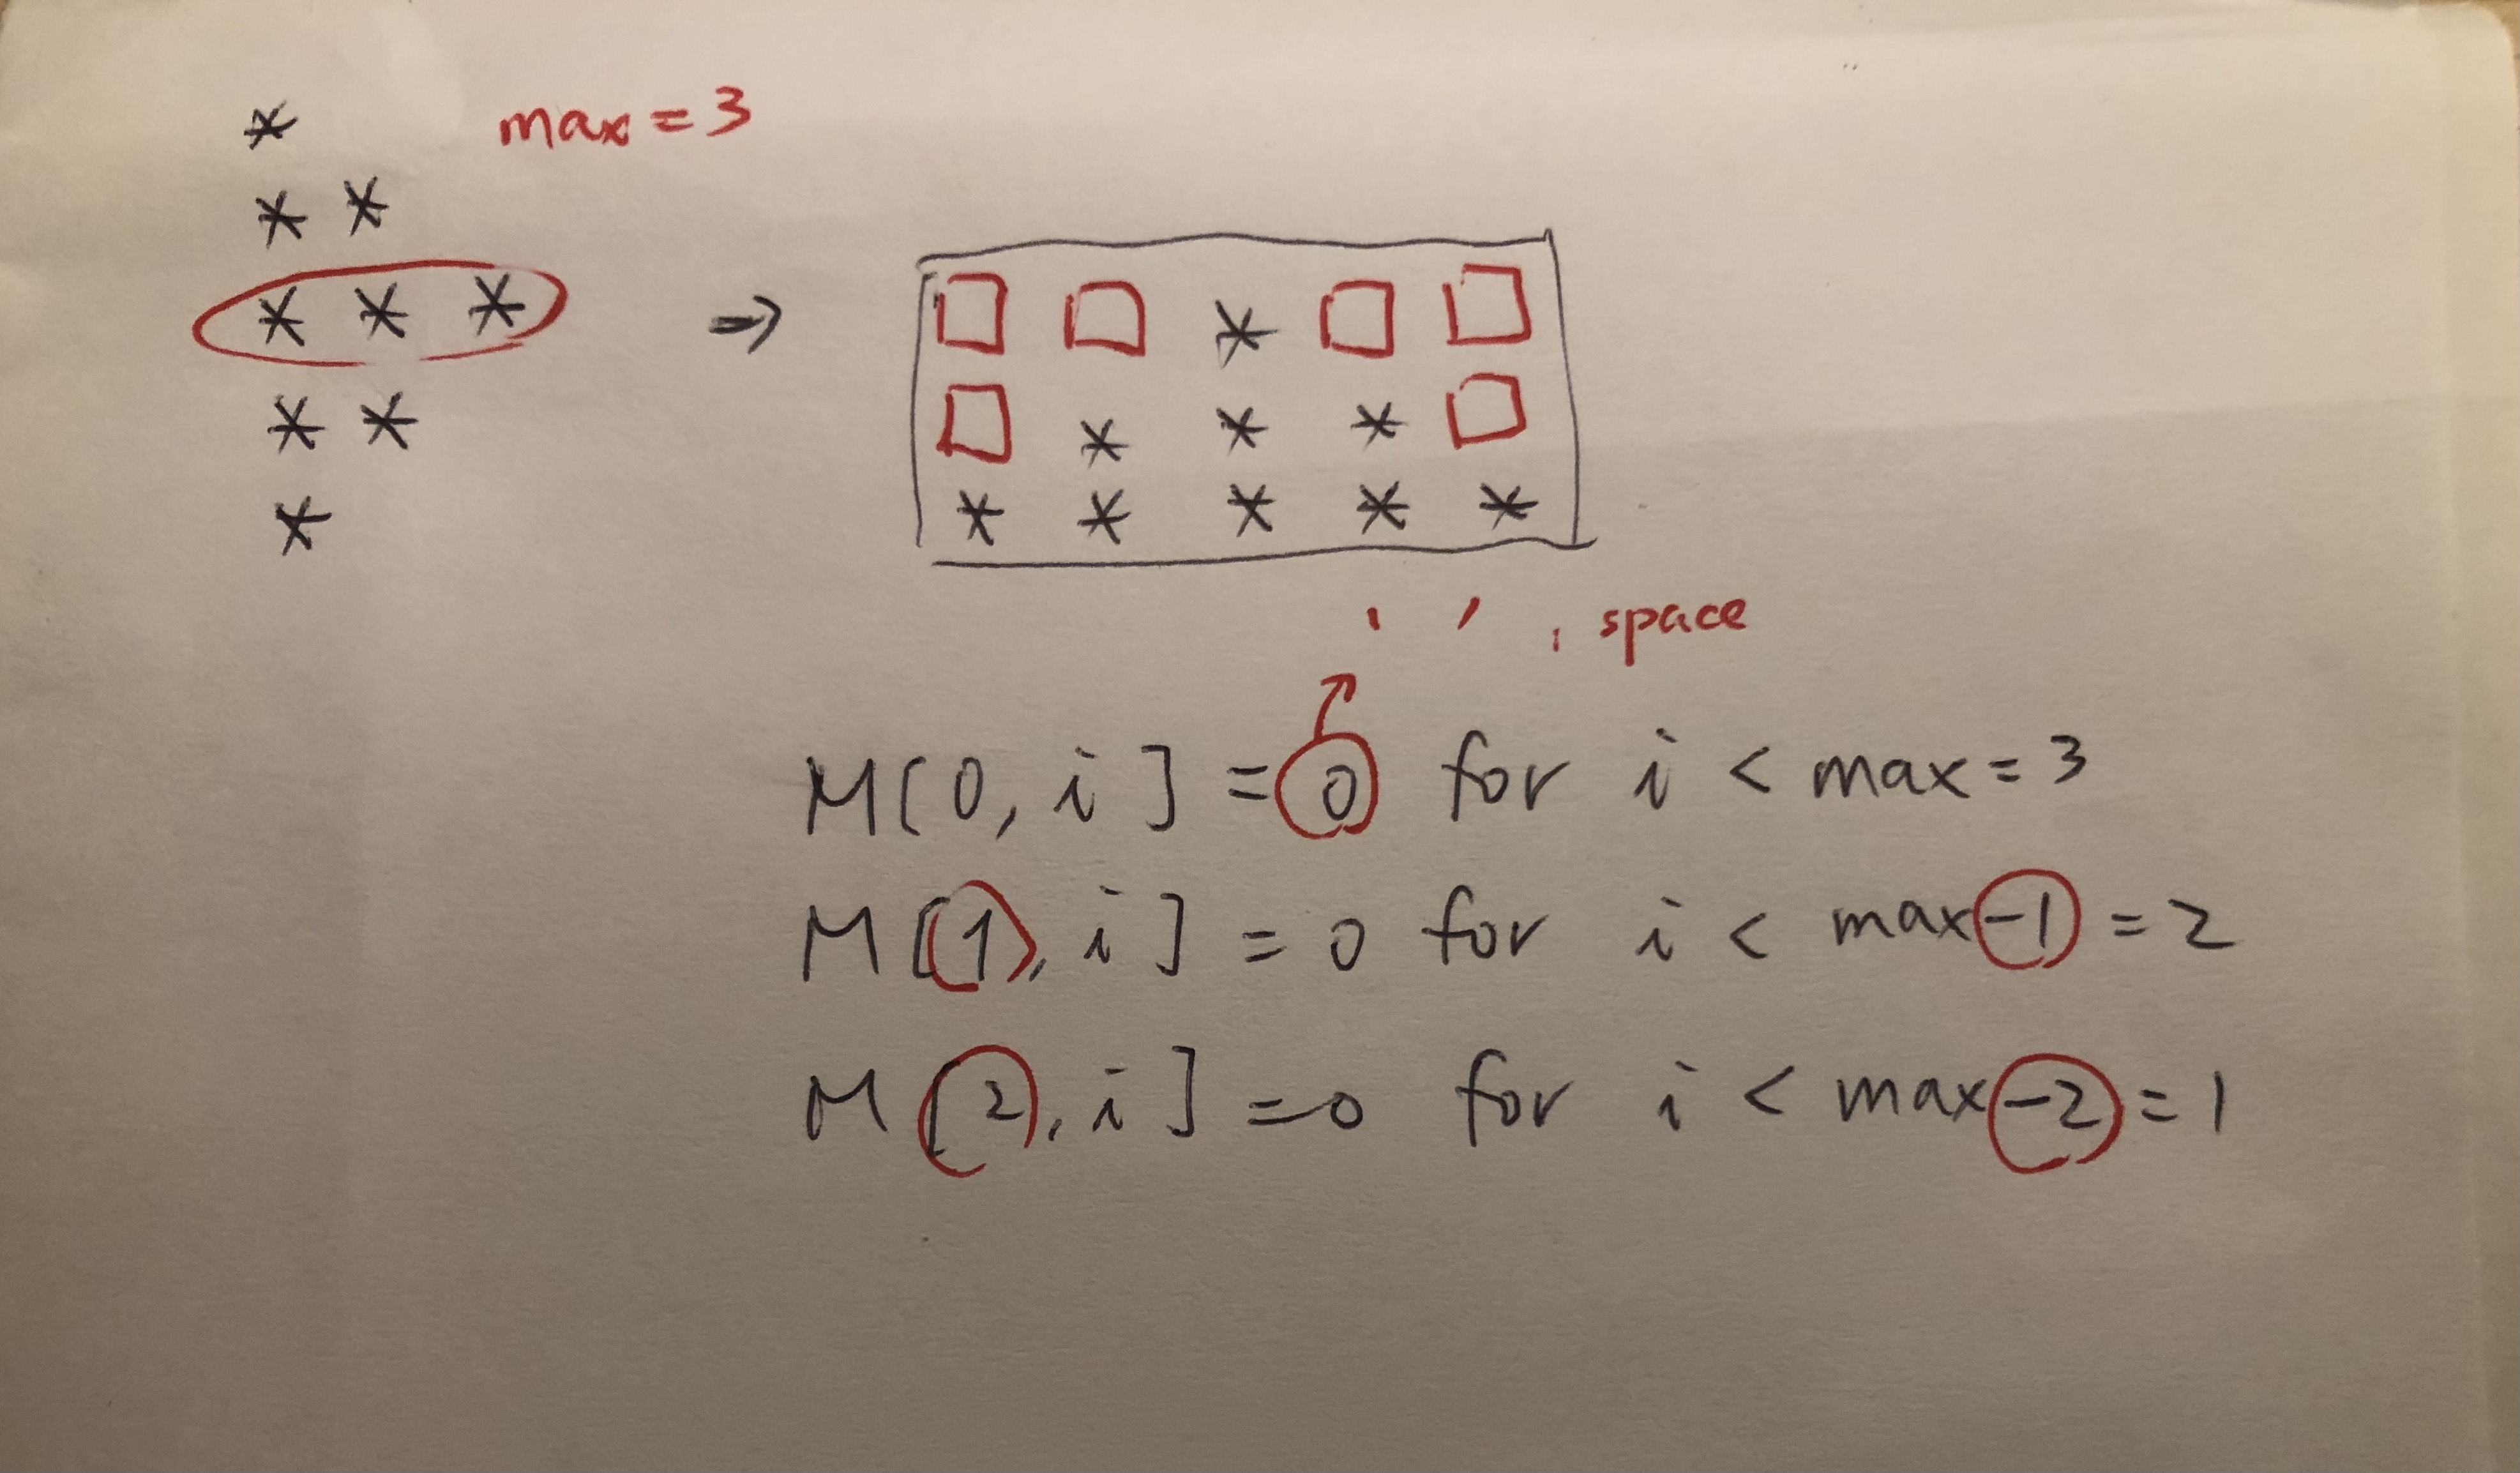 * max = 3
* *
* * * ⇒
* *
*
□ □ * □ □
□ * * * □
* * * * *
' ' , space
M[0, i] = 0 for i < max = 3
M[1, i] = 0 for i < max - 1 = 2
M[2, i] = 0 for i < max - 2 = 1